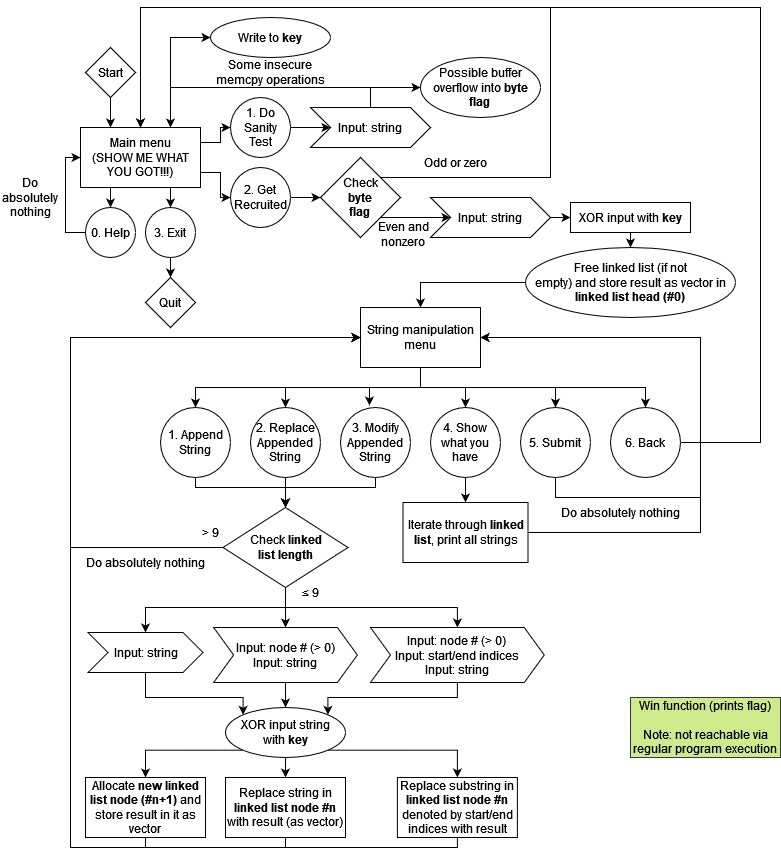 Write to key
Start
Some insecure
memcpy operations
Possible buffer
overflow into byte
flag
1. Do
Sanity
Test
Input: string
Main menu
(SHOW ME WHAT
YOU GOT!!!)
Odd or zero
Do
absolutely
nothing
2. Get
Recruited
Check
byte
flag
Input: string
XOR input with key
Even and
nonzero
0. Help
3. Exit
Free linked list (if not
empty) and store result as vector in
linked list head (#0)
Quit
String manipulation
menu
1. Append
String
2. Replace
Appended
String
3. Modify
Appended
String
4. Show
what you
have
5. Submit
6. Back
Do absolutely nothing
Iterate through linked
list, print all strings
> 9
Check linked
list length
Do absolutely nothing
≤ 9
Input: string
Input: node # (> 0)
Input: string
Input: node # (> 0)
Input: start/end indices
Input: string
XOR input string
with key
Win function (prints flag)
Note: not reachable via
regular program execution
Allocate new linked
list node (#n+1) and
store result in it as
vector
Replace string in
linked list node #n
with result (as vector)
Replace substring in
linked list node #n
denoted by start/end
indices with result